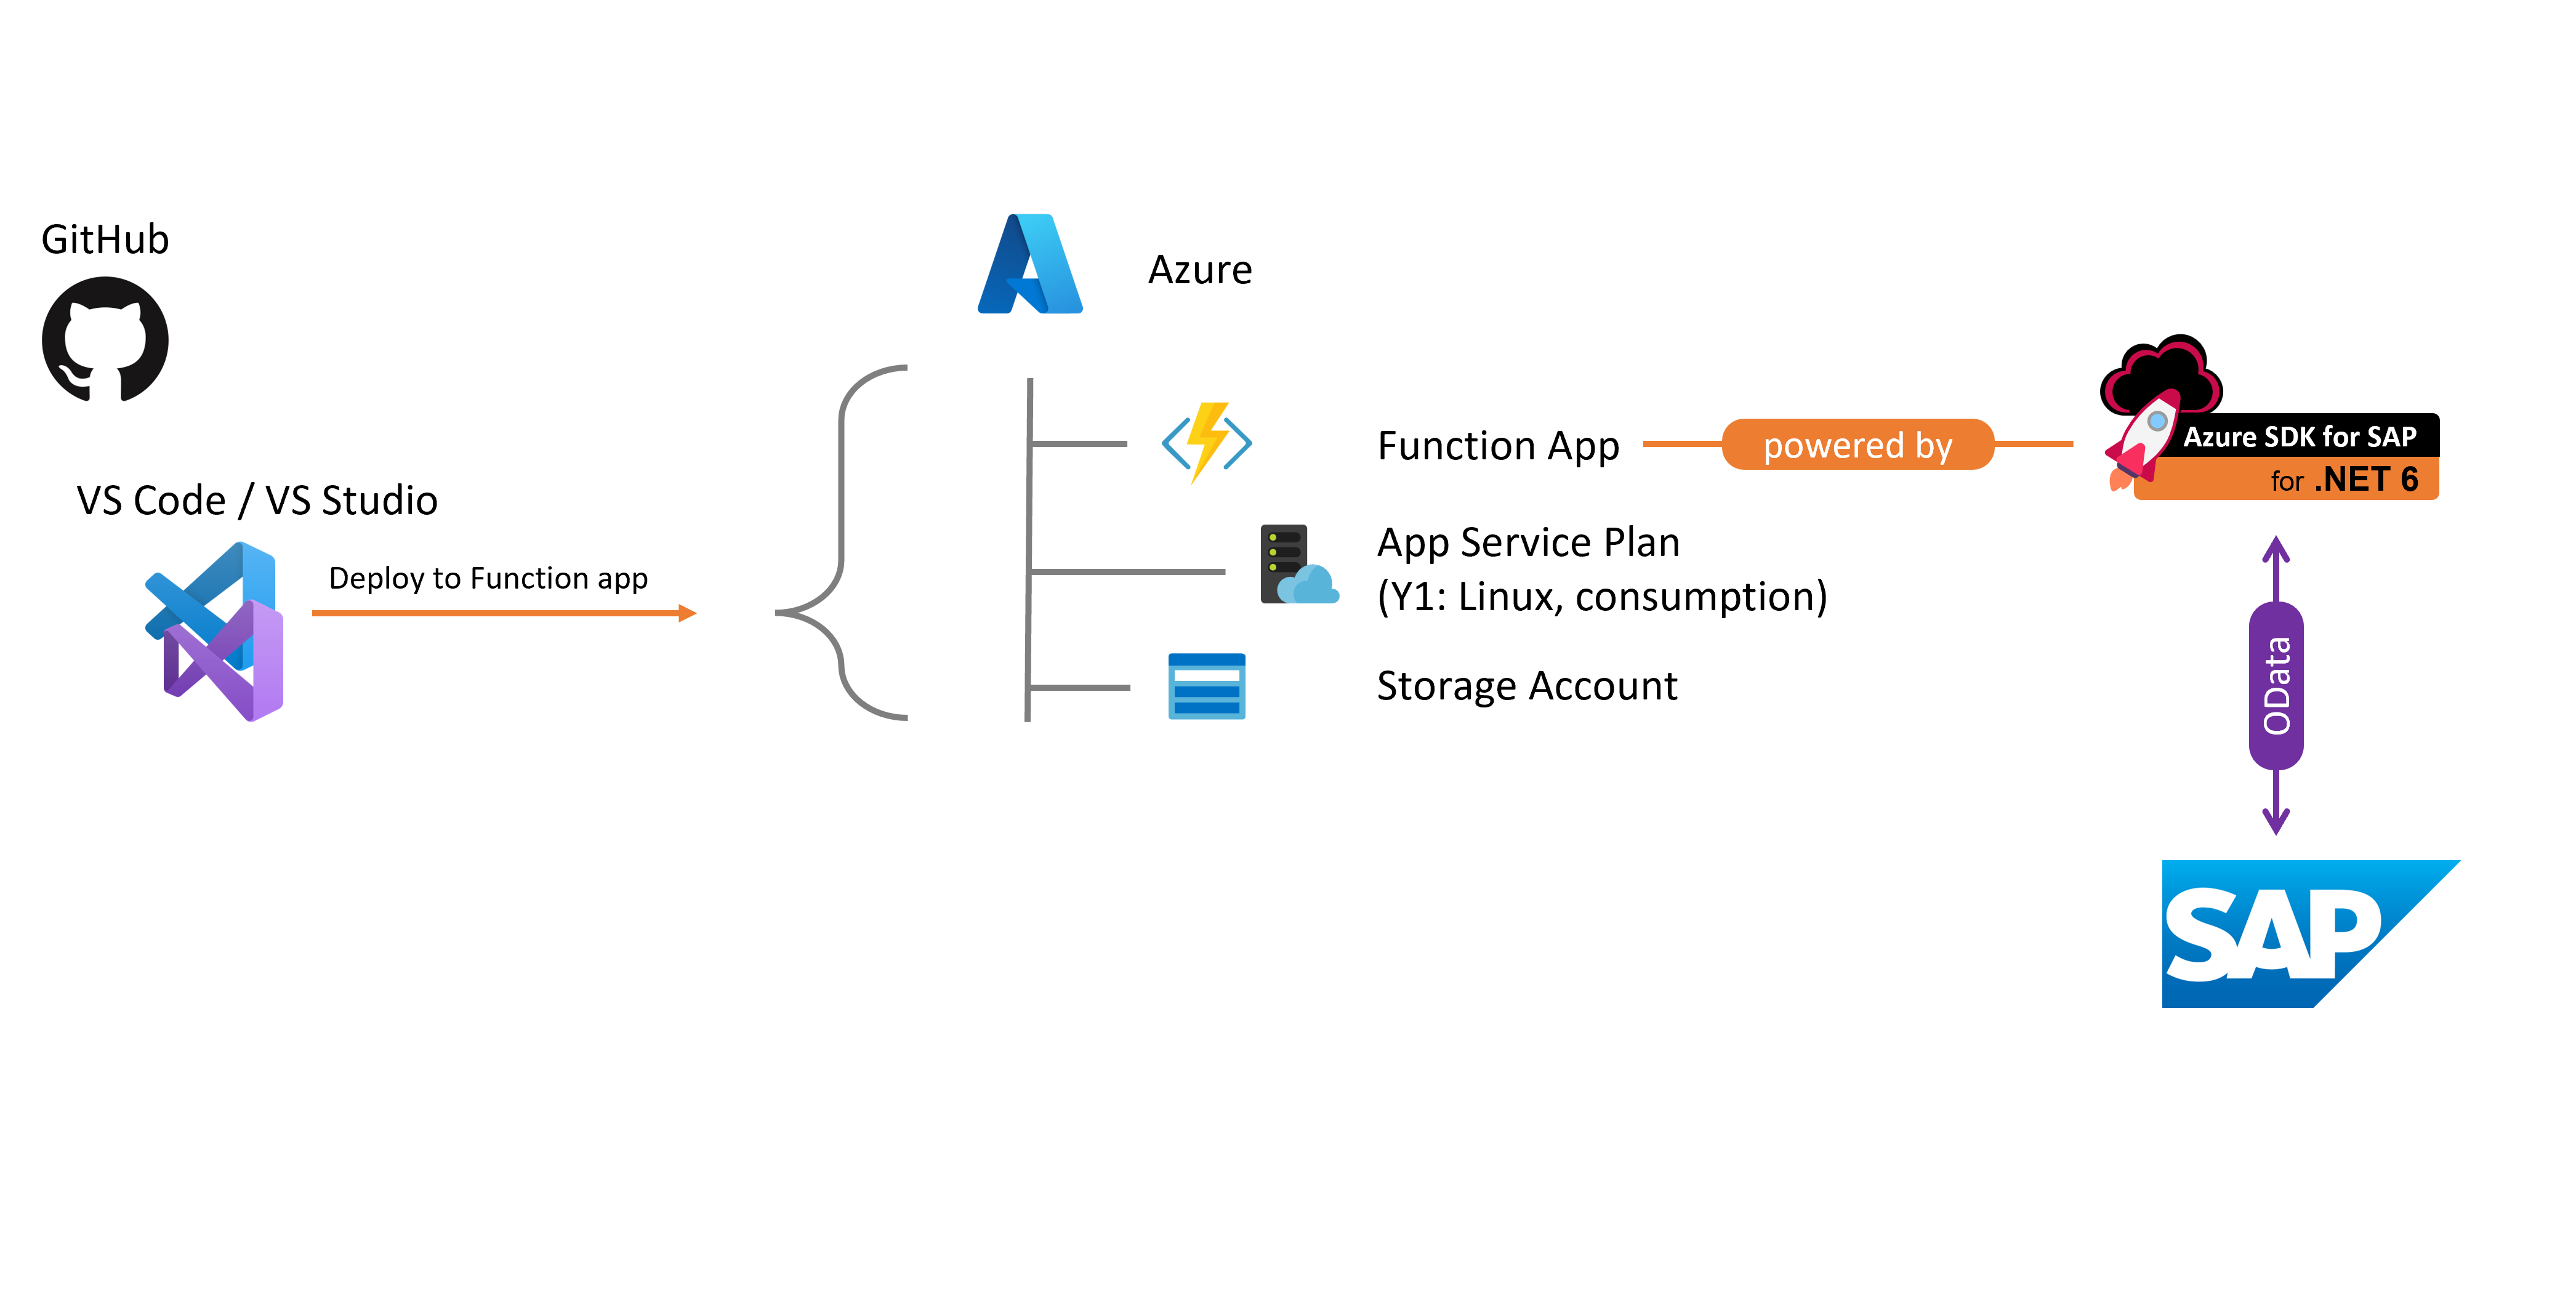 GitHub
VS Code / VS Studio
Deploy to Function app
Azure
Function App
powered by
Azure SDK for SAP
for .NET 6
App Service Plan
(Y1: Linux, consumption)
Storage Account
OData
SAP